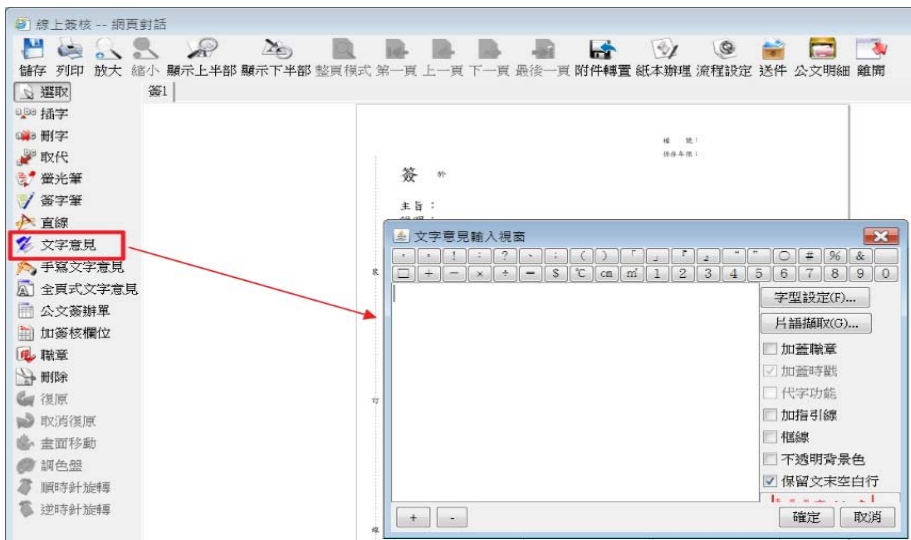 線上簽核 -- 網頁對話
儲存 列印 放大 縮小 顯示上半部 顯示下半部 整頁模式 第一頁 上一頁 下一頁 最後一頁 附件轉置 紙本辦理 流程設定 送件 公文明細 離開
選取
簽1
插字
刪字
取代
螢光筆
簽字筆
直線
文字意見
手寫文字意見
全頁式文字意見
公文簽辦單
加簽核欄位
職章
刪除
復原
取消復原
畫面移動
調色盤
順時針旋轉
逆時針旋轉
檔 號：
保存年限：
簽 於
主旨：
裝
訂
線
文字意見輸入視窗
， . ！ ： ？ 、 ； （ ） 「 」 『 』 “ ” ○ # % &
□ + － × ÷ ＝ $ ℃ ㎝ ㎡ 1 2 3 4 5 6 7 8 9 0
字型設定(F)...
片語擷取(G)...
加蓋職章
加蓋時戳
代字功能
加指引線
框線
不透明背景色
保留文末空白行
+ -
確定 取消